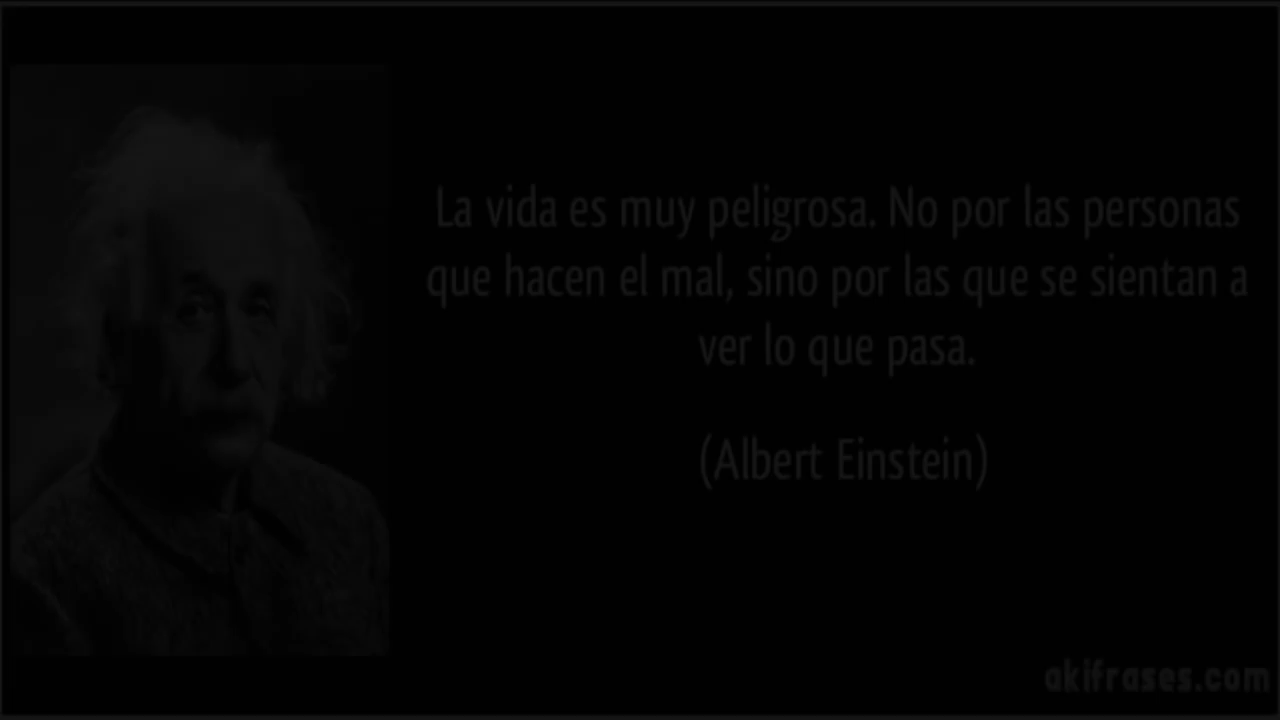 La vida es muy peligrosa. No por las personas
que hacen el mal, sino por las que se sientan a
ver lo que pasa.
(Albert Einstein)
akifrases.com